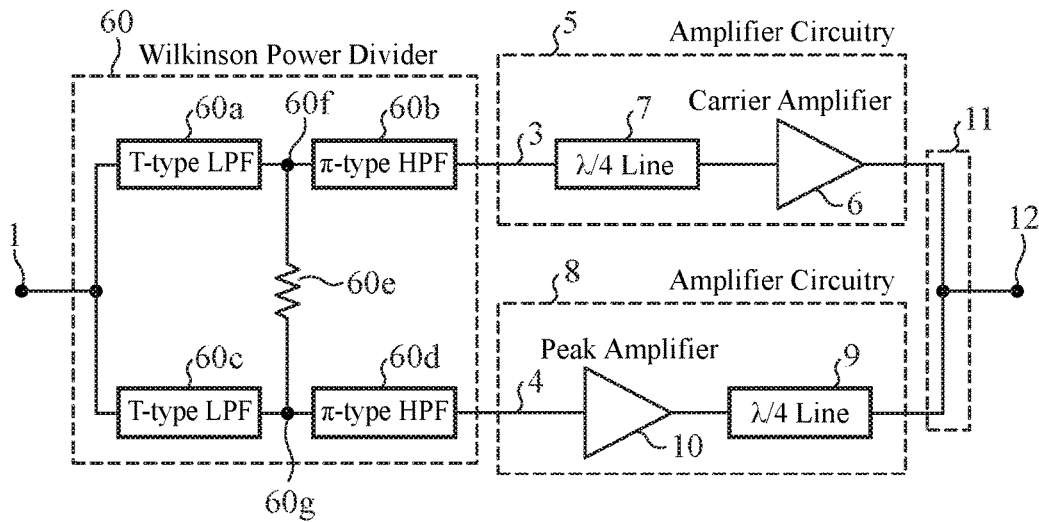 60
Wilkinson Power Divider
5
Amplifier Circuitry
60a
60f
60b
7
Carrier Amplifier
11
T-type LPF
π-type HPF
3
λ/4 Line
6
1
12
60e
8
Amplifier Circuitry
60c
60d
Peak Amplifier
9
T-type LPF
π-type HPF
4
λ/4 Line
10
60g